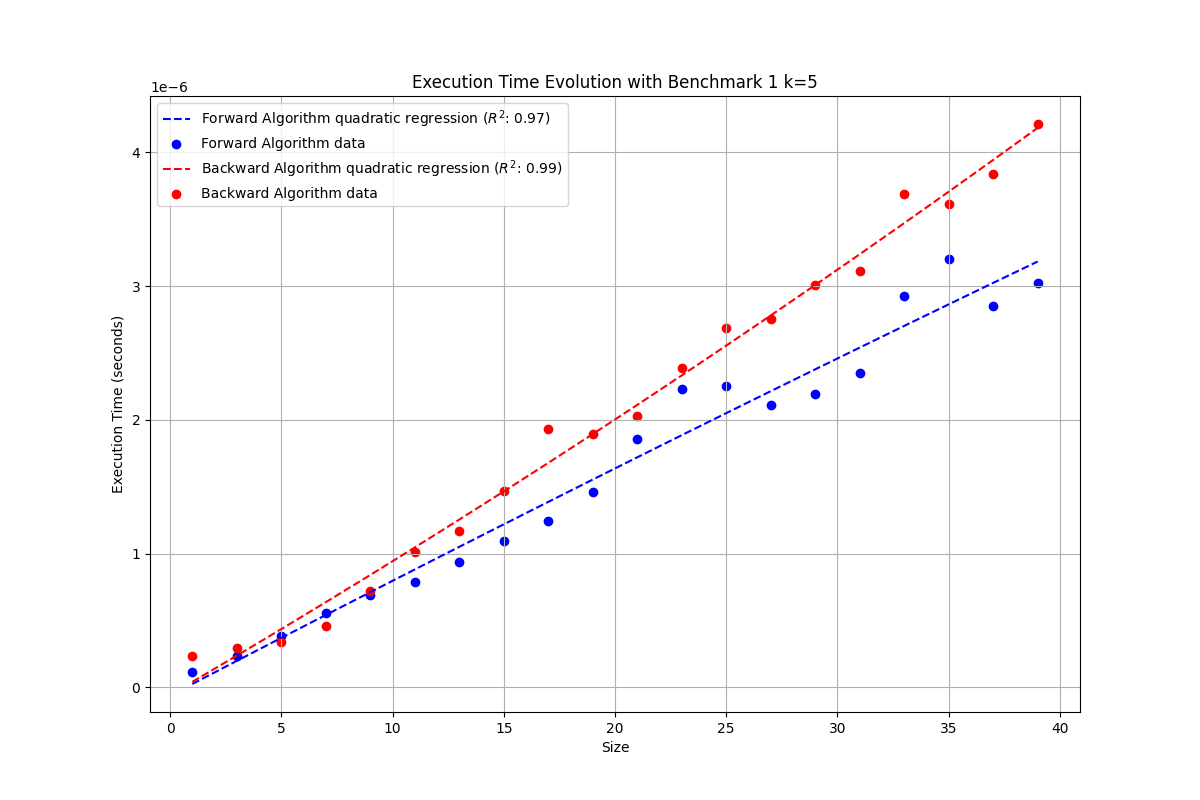 Execution Time Evolution with Benchmark 1 k=5
1e−6
Forward Algorithm quadratic regression (R²: 0.97)
Forward Algorithm data
Backward Algorithm quadratic regression (R²: 0.99)
Backward Algorithm data
4
3
2
1
0
Execution Time (seconds)
0 5 10 15 20 25 30 35 40
Size